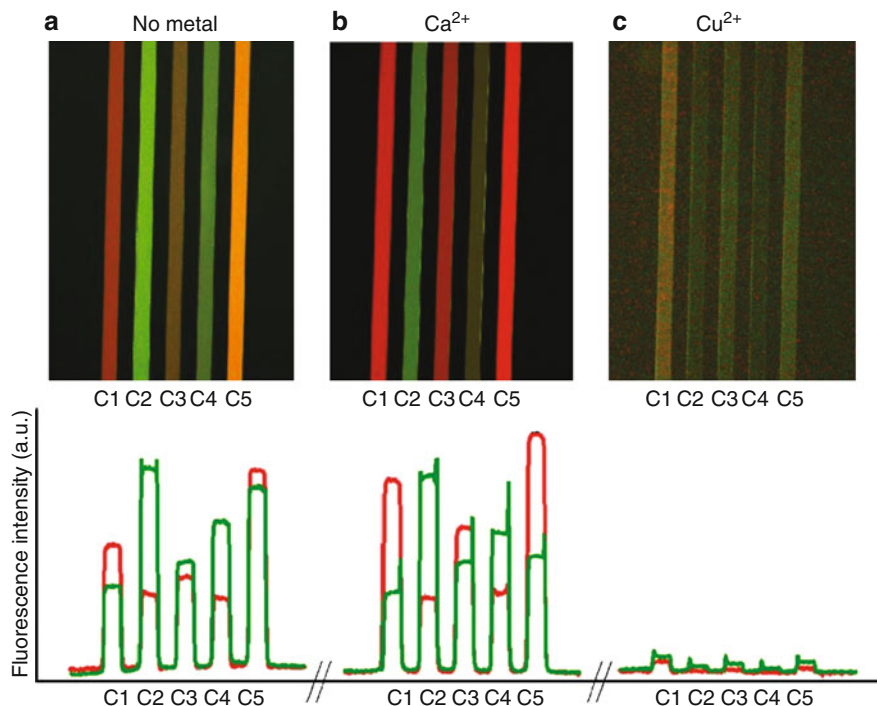 a No metal b Ca²⁺ c Cu²⁺
C1 C2 C3 C4 C5 C1 C2 C3 C4 C5 C1 C2 C3 C4 C5
Fluorescence intensity (a.u.)
C1 C2 C3 C4 C5 C1 C2 C3 C4 C5 C1 C2 C3 C4 C5